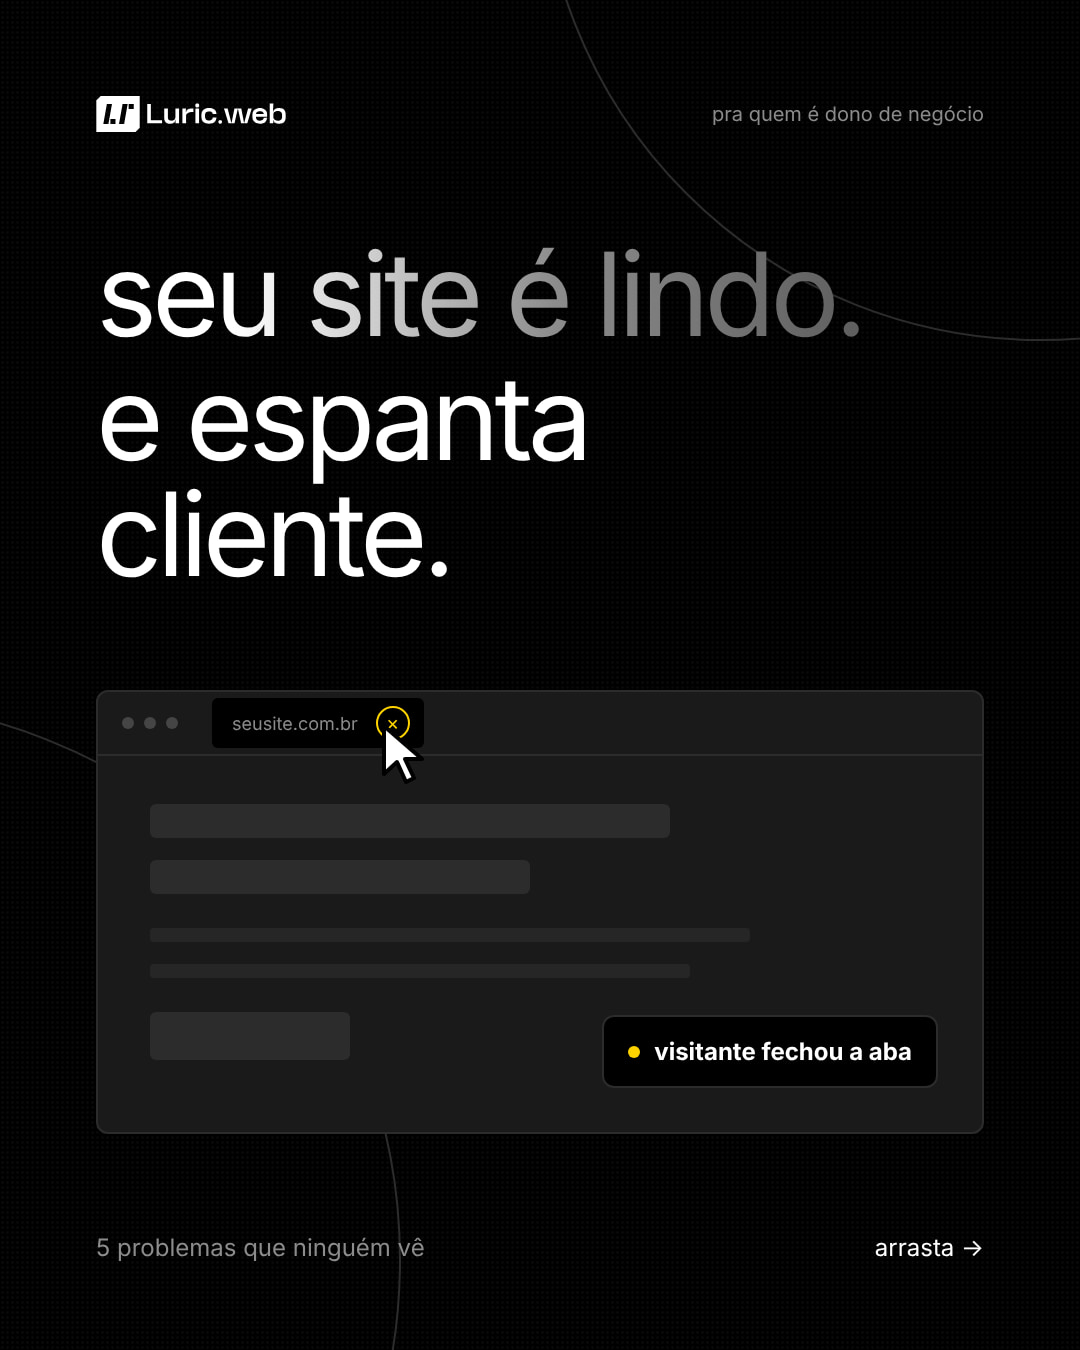 Luric.web
pra quem é dono de negócio
seu site é lindo.
e espanta
cliente.
seusite.com.br ×
visitante fechou a aba
5 problemas que ninguém vê
arrasta →